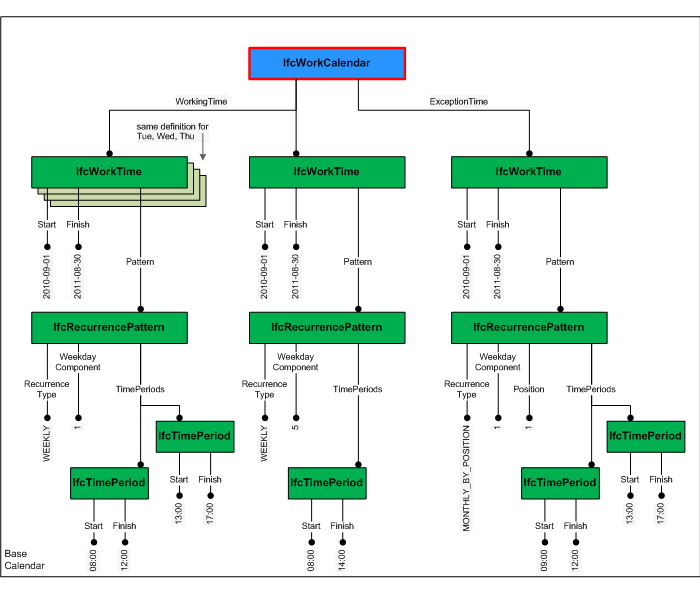 IfcWorkCalendar
WorkingTime
ExceptionTime
same definition for
Tue, Wed, Thu
IfcWorkTime
IfcWorkTime
IfcWorkTime
Start
Finish
Start
Finish
Start
Finish
2010-09-01
2011-08-30
2010-09-01
2011-08-30
2010-09-01
2011-08-30
Pattern
Pattern
Pattern
IfcRecurrencePattern
IfcRecurrencePattern
IfcRecurrencePattern
Weekday
Component
Recurrence
Type
TimePeriods
Weekday
Component
Recurrence
Type
TimePeriods
Weekday
Component
Recurrence
Type
Position
TimePeriods
WEEKLY
1
WEEKLY
5
MONTHLY_BY_POSITION
1
1
IfcTimePeriod
IfcTimePeriod
Start
Finish
Start
Finish
13:00
17:00
13:00
17:00
IfcTimePeriod
IfcTimePeriod
IfcTimePeriod
Start
Finish
Start
Finish
Start
Finish
08:00
12:00
08:00
14:00
09:00
12:00
Base
Calendar